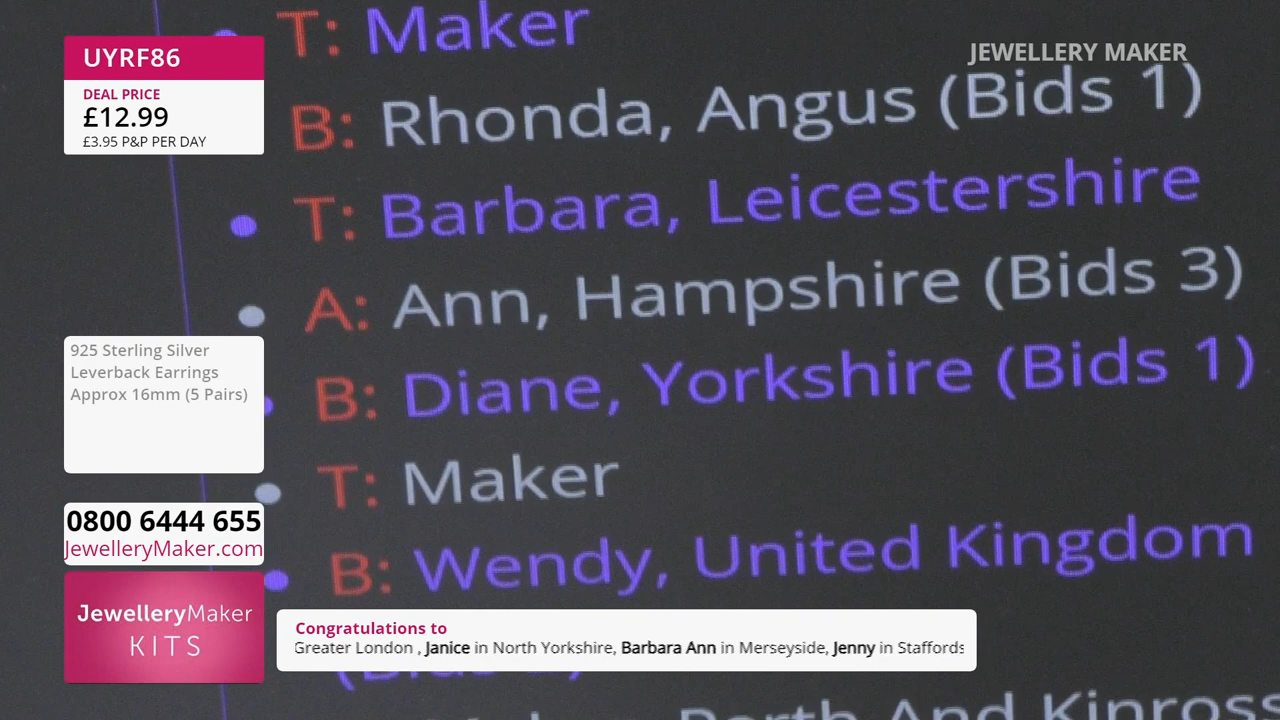 T: Maker
B: Rhonda, Angus (Bids 1)
T: Barbara, Leicestershire
A: Ann, Hampshire (Bids 3)
B: Diane, Yorkshire (Bids 1)
T: Maker
B: Wendy, United Kingdom
Perth And Kinross
JEWELLERY MAKER
UYRF86
DEAL PRICE
£12.99
£3.95 P&P PER DAY
925 Sterling Silver
Leverback Earrings
Approx 16mm (5 Pairs)
0800 6444 655
JewelleryMaker.com
JewelleryMaker
KITS
Congratulations to
Greater London , Janice in North Yorkshire, Barbara Ann in Merseyside, Jenny in Staffords